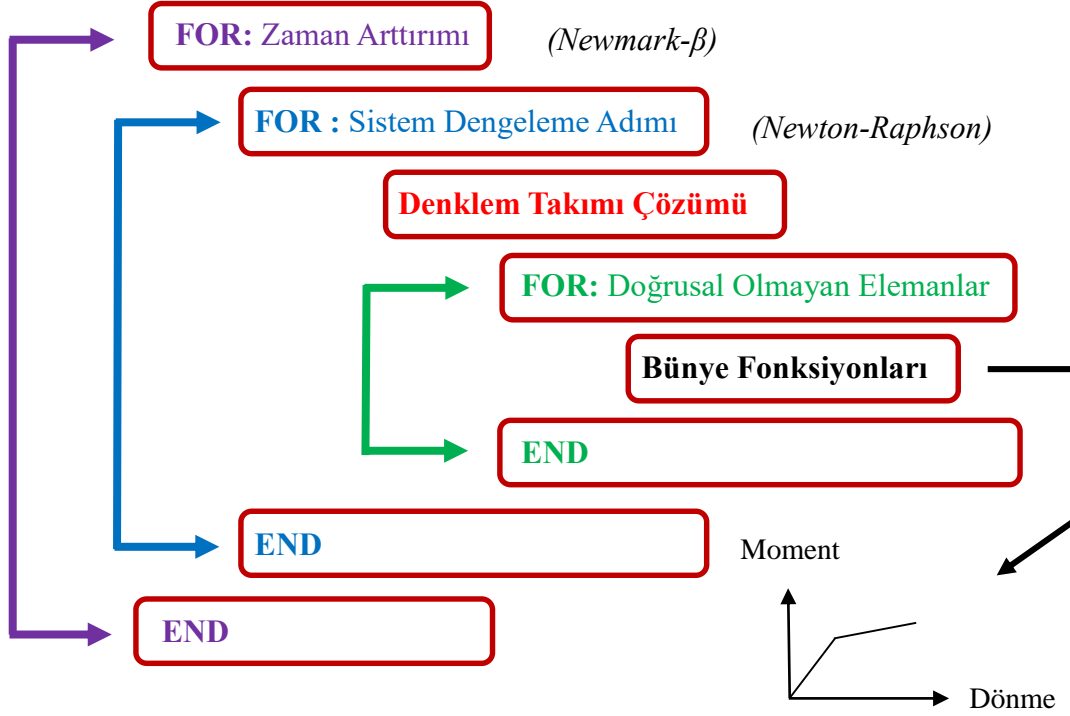 FOR: Zaman Arttırımı
(Newmark-β)
FOR : Sistem Dengeleme Adımı
(Newton-Raphson)
Denklem Takımı Çözümü
FOR: Doğrusal Olmayan Elemanlar
Bünye Fonksiyonları
END
END
Moment
END
Dönme